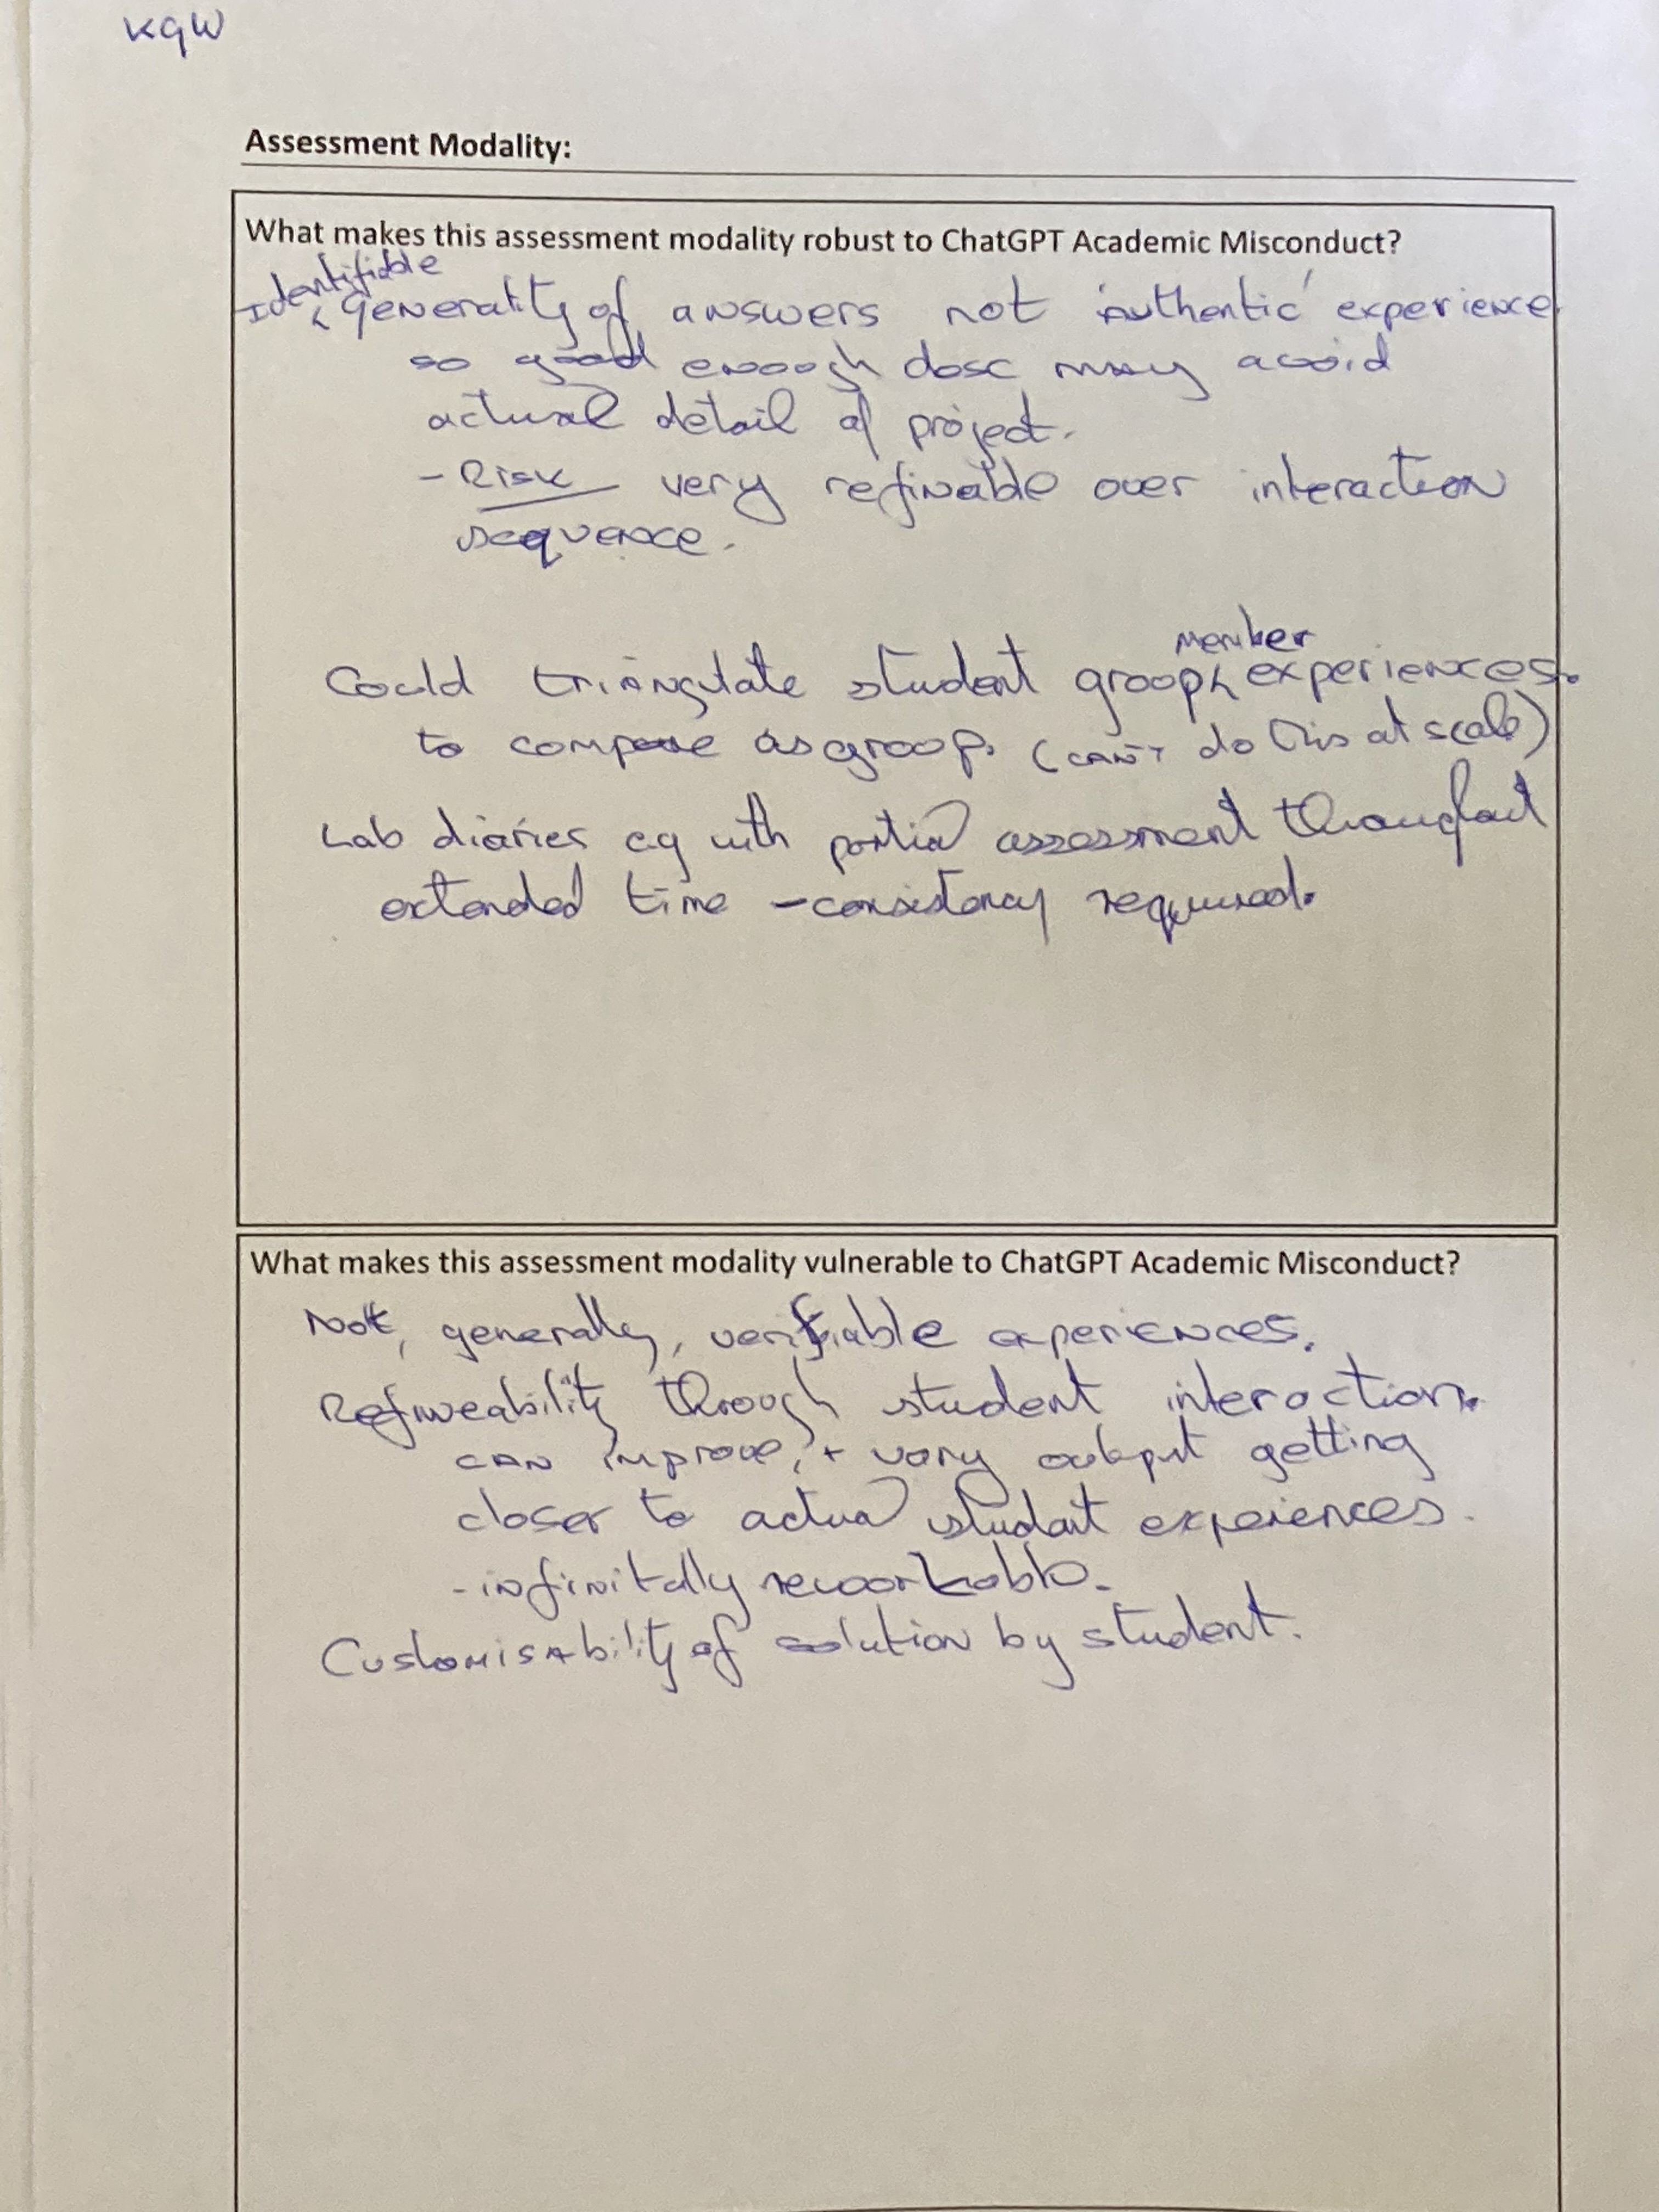 KGW
Assessment Modality:
What makes this assessment modality robust to ChatGPT Academic Misconduct?
Identifiable
generality of answers not 'authentic' experience
so good enough desc may avoid
actual detail of project.
- Risk very refineable over interaction
sequence.
member
Could triangulate student group experiences.
to compare as group. (CAN'T do this at scale)
Lab diaries eg with partial assessment throughout
extended time - consistency required.
What makes this assessment modality vulnerable to ChatGPT Academic Misconduct?
Not, generally, verifiable experiences.
Refineability through student interaction.
can improve, + vary output getting
closer to actual student experiences.
- infinitally reworkable.
Customisability of solution by student.